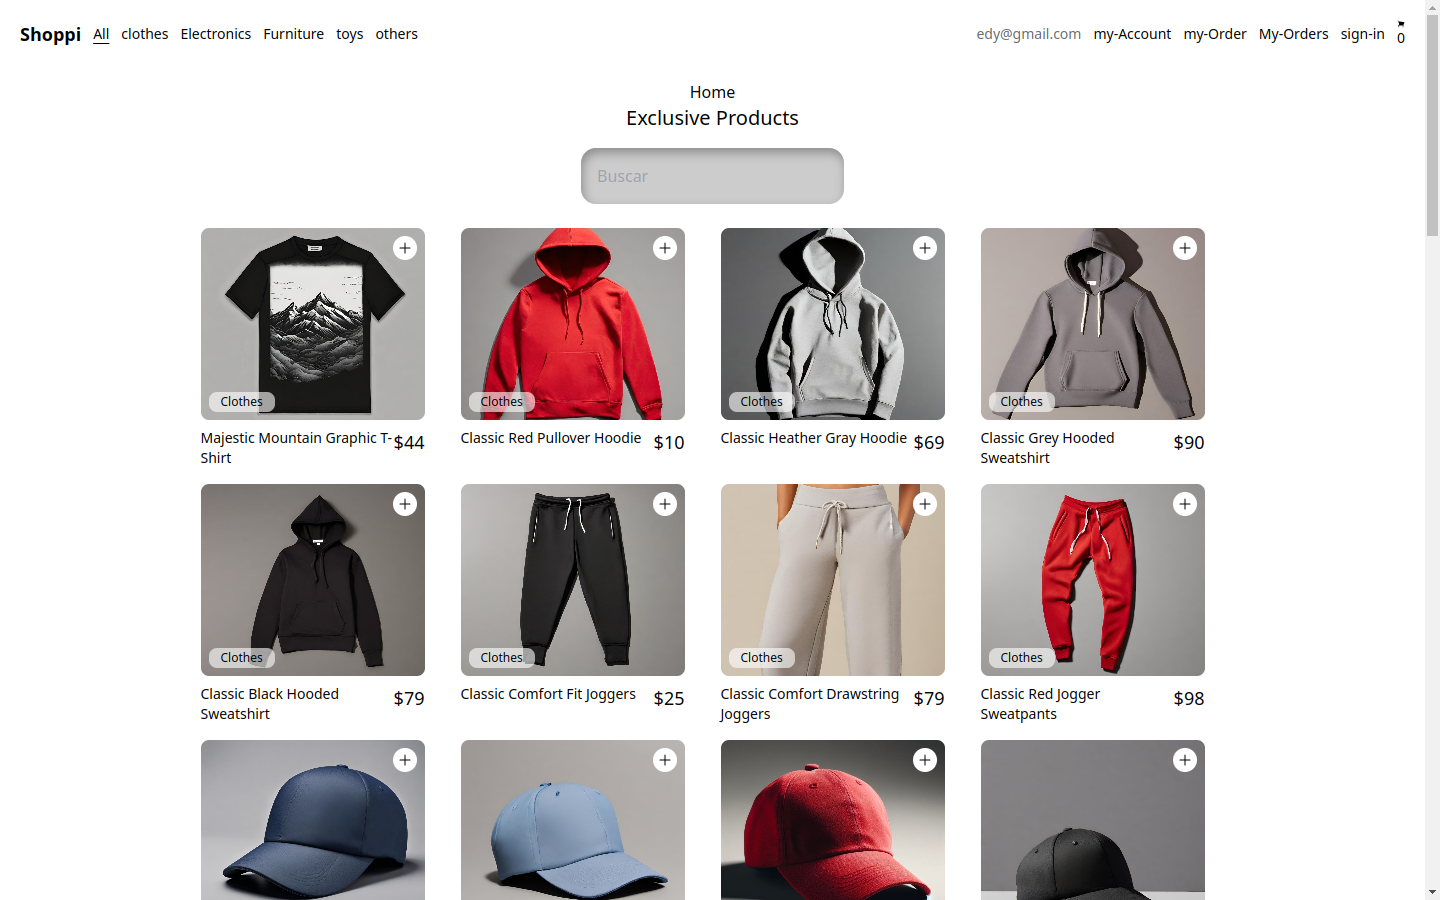 Shoppi All clothes Electronics Furniture toys others
edy@gmail.com my-Account my-Order My-Orders sign-in 0
Home
Exclusive Products
Buscar
Clothes
Majestic Mountain Graphic T-
Shirt
$44
Clothes
Classic Red Pullover Hoodie
$10
Clothes
Classic Heather Gray Hoodie
$69
Clothes
Classic Grey Hooded
Sweatshirt
$90
Clothes
Classic Black Hooded
Sweatshirt
$79
Clothes
Classic Comfort Fit Joggers
$25
Clothes
Classic Comfort Drawstring
Joggers
$79
Clothes
Classic Red Jogger
Sweatpants
$98